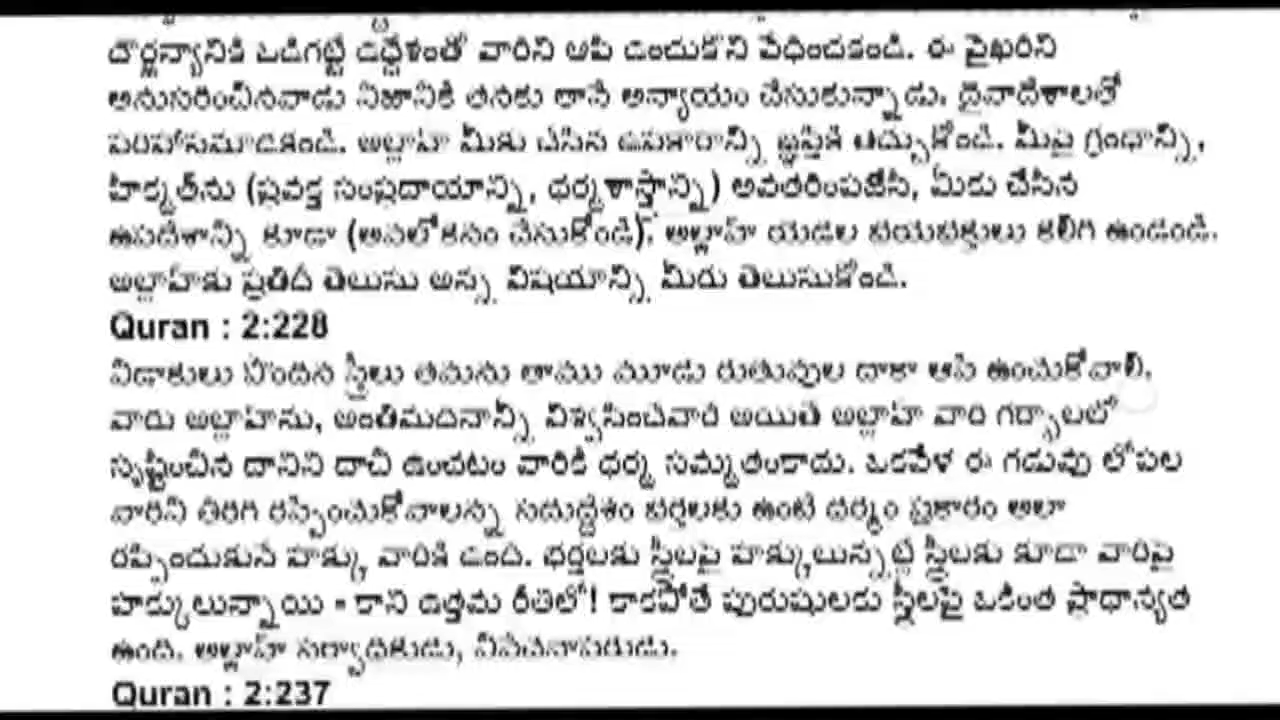 దౌర్జన్యానికి ఒడిగట్టే ఉద్దేశంతో వారిని ఆపి ఉంచుకొని వేధించకండి. ఈ వైఖరిని
అనుసరించినవాడు నిజానికి తనకు తానే అన్యాయం చేసుకున్నాడు. దైవాదేశాలతో
పరిహాసమాడకండి. అల్లాహ్ మీకు చేసిన ఉపకారాన్ని జ్ఞప్తికి తెచ్చుకోండి. మీపై గ్రంథాన్ని,
హిక్మత్‌ను (ప్రవక్త సంప్రదాయాన్ని, ధర్మశాస్త్రాన్ని) అవతరింపజేసి, మీకు చేసిన
ఉపదేశాన్ని కూడా (అవలోకనం చేసుకోండి). అల్లాహ్ యెడల భయభక్తులు కలిగి ఉండండి.
అల్లాహ్‌కు ప్రతిదీ తెలుసు అన్న విషయాన్ని మీరు తెలుసుకోండి.
Quran : 2:228
విడాకులు పొందిన స్త్రీలు తమను తాము మూడు రుతువుల దాకా ఆపి ఉంచుకోవాలి.
వారు అల్లాహ్‌ను, అంతిమదినాన్ని విశ్వసించేవారే అయితే అల్లాహ్ వారి గర్భాలలో
సృష్టించిన దానిని దాచి ఉంచటం వారికి ధర్మ సమ్మతంకాదు. ఒకవేళ ఈ గడువు లోపల
వారిని తిరిగి రప్పించుకోవాలన్న సదుద్దేశం భర్తలకు ఉంటే ధర్మం ప్రకారం అలా
రప్పించుకునే హక్కు వారికి ఉంది. భర్తలకు స్త్రీలపై హక్కులున్నట్లే స్త్రీలకు కూడా వారిపై
హక్కులున్నాయి - కాని ఉత్తమ రీతిలో! కాకపోతే పురుషులకు స్త్రీలపై ఒకింత ప్రాధాన్యత
ఉంది. అల్లాహ్ సర్వాధికుడు, వివేచనాపరుడు.
Quran : 2:237